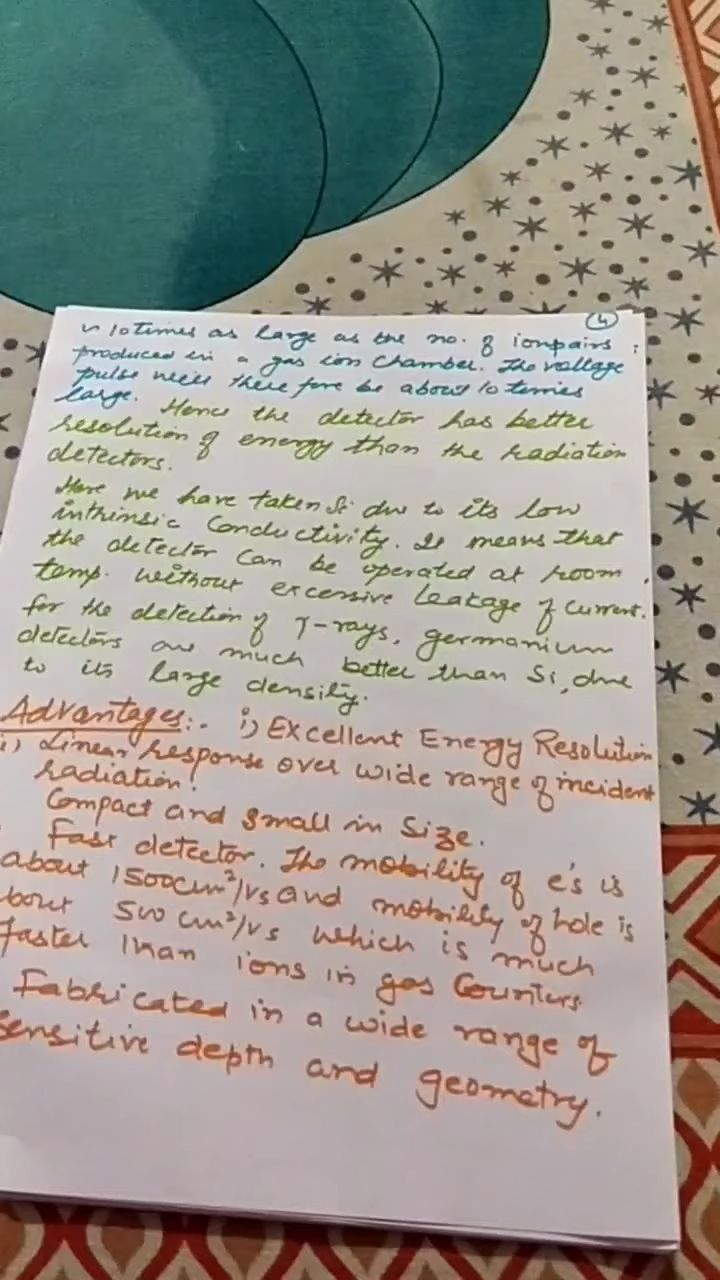 ④
~ 10 times as large as the no. of ionpairs
produced in a gas ion chamber. The voltage
pulse will there fore be about 10 times
large. Hence the detector has better
resolution of energy than the radiation
detectors.
Here we have taken Si due to its low
inthinsic Conductivity. It means that
the detector can be operated at room
temp. without excessive leakage of current.
for the detection of γ-rays, germanium
detectors are much better than Si, due
to its large density.
Advantages:. i) Excellent Energy Resolution
i) Linear response over wide range of incident
radiation.
Compact and small in size.
Fast detector. The mobility of e's is
about 1500cm²/vs and mobility of hole is
bout 500 cm²/vs which is much
faster than ions in gas Counters
Fabricated in a wide range of
Sensitive depth and geometry.